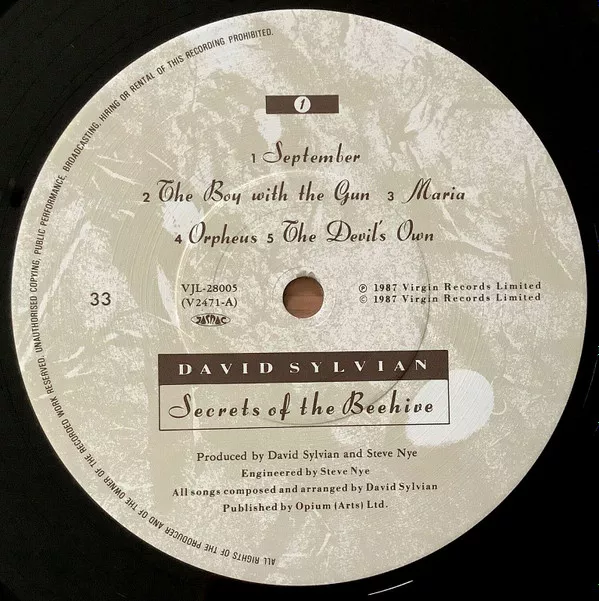 ALL RIGHTS OF THE PRODUCER AND OF THE OWNER OF THE RECORDED WORK RESERVED. UNAUTHORISED COPYING, PUBLIC PERFORMANCE, BROADCASTING, HIRING OR RENTAL OF THIS RECORDING PROHIBITED.
1
1 September
2 The Boy with the Gun 3 Maria
4 Orpheus 5 The Devil's Own
VJL-28005
(V2471-A)
JASRAC
33
℗ 1987 Virgin Records Limited
© 1987 Virgin Records Limited
DAVID SYLVIAN
Secrets of the Beehive
Produced by David Sylvian and Steve Nye
Engineered by Steve Nye
All songs composed and arranged by David Sylvian
Published by Opium (Arts) Ltd.